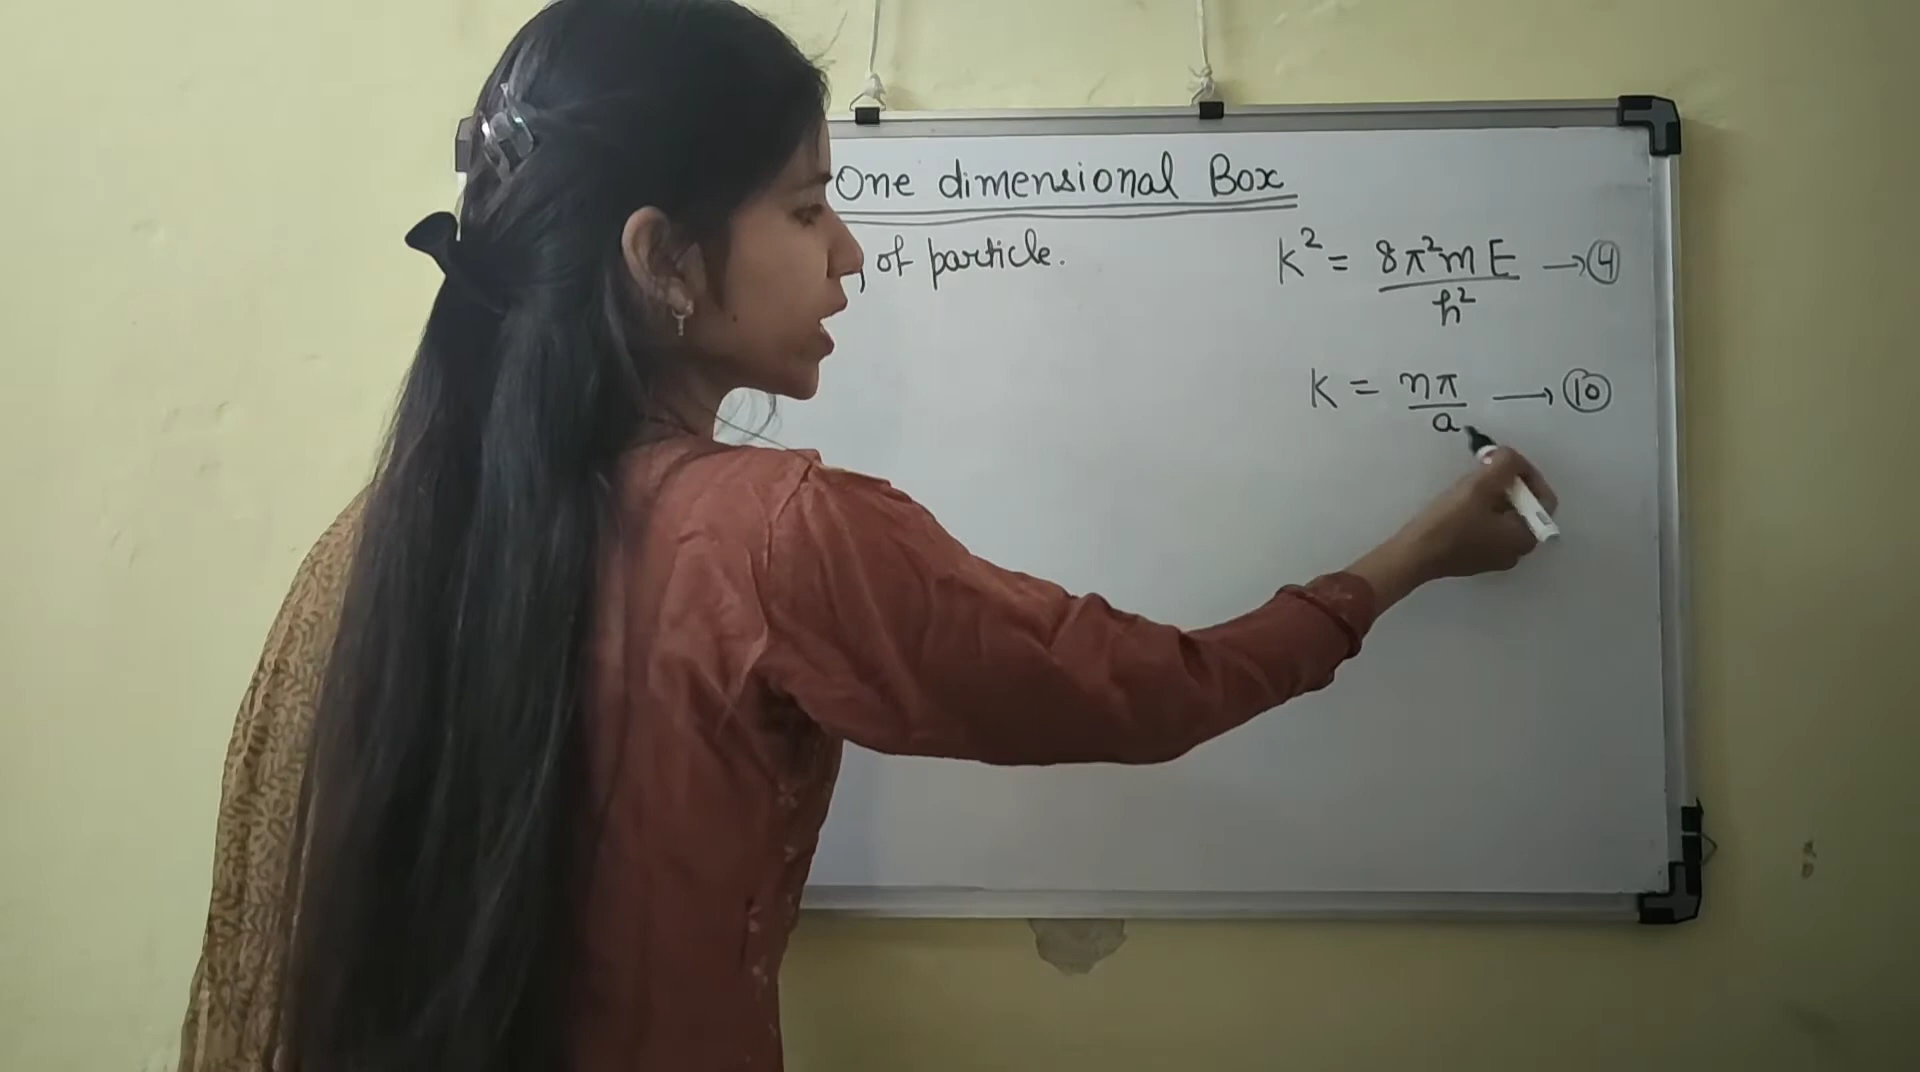 One dimensional Box
of particle.
K² = 8π²mE / h² → ④
K = nπ / a → ⑩